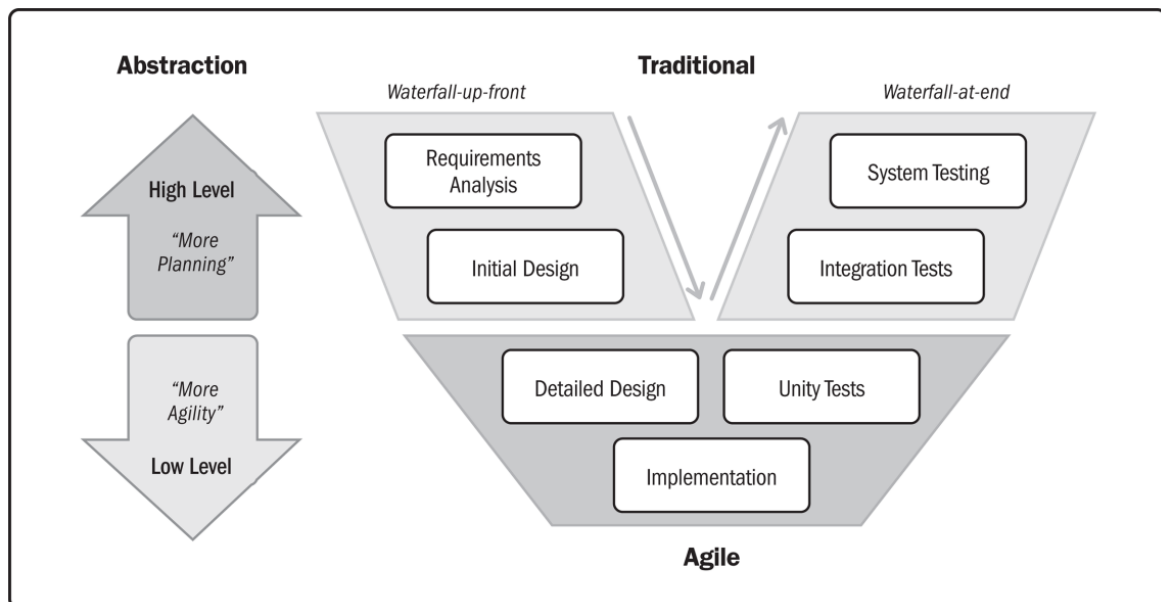 Abstraction
Traditional
Waterfall-up-front
Waterfall-at-end
High Level
“More
Planning”
Requirements
Analysis
Initial Design
System Testing
Integration Tests
“More
Agility”
Low Level
Detailed Design
Unity Tests
Implementation
Agile